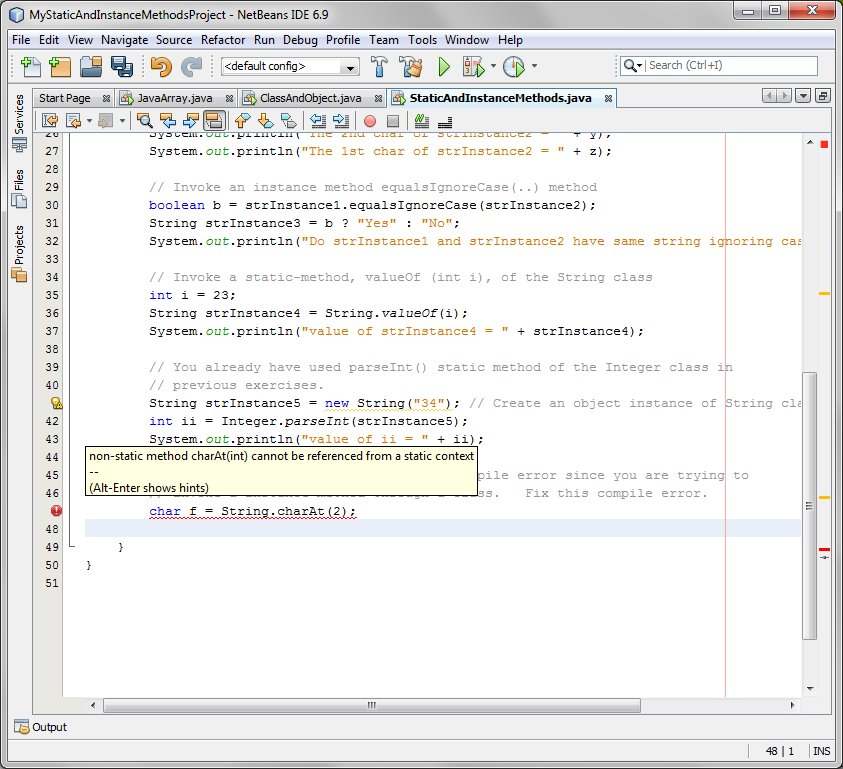 MyStaticAndInstanceMethodsProject - NetBeans IDE 6.9
File Edit View Navigate Source Refactor Run Debug Profile Team Tools Window Help
<default config>
Search (Ctrl+I)
Services
Files
Projects
Start Page
JavaArray.java
ClassAndObject.java
StaticAndInstanceMethods.java
26 System.out.println("The 2nd char of strInstance2 = " + y);
27 System.out.println("The 1st char of strInstance2 = " + z);
28
29 // Invoke an instance method equalsIgnoreCase(..) method
30 boolean b = strInstance1.equalsIgnoreCase(strInstance2);
31 String strInstance3 = b ? "Yes" : "No";
32 System.out.println("Do strInstance1 and strInstance2 have same string ignoring cas
33
34 // Invoke a static-method, valueOf (int i), of the String class
35 int i = 23;
36 String strInstance4 = String.valueOf(i);
37 System.out.println("value of strInstance4 = " + strInstance4);
38
39 // You already have used parseInt() static method of the Integer class in
40 // previous exercises.
String strInstance5 = new String("34"); // Create an object instance of String cla
42 int ii = Integer.parseInt(strInstance5);
43 System.out.println("value of ii = " + ii);
non-static method charAt(int) cannot be referenced from a static context
--
(Alt-Enter shows hints)
44
45 pile error since you are trying to
46 class. Fix this compile error.
char f = String.charAt(2);
48
49 }
50 }
51
Output
48 | 1 INS